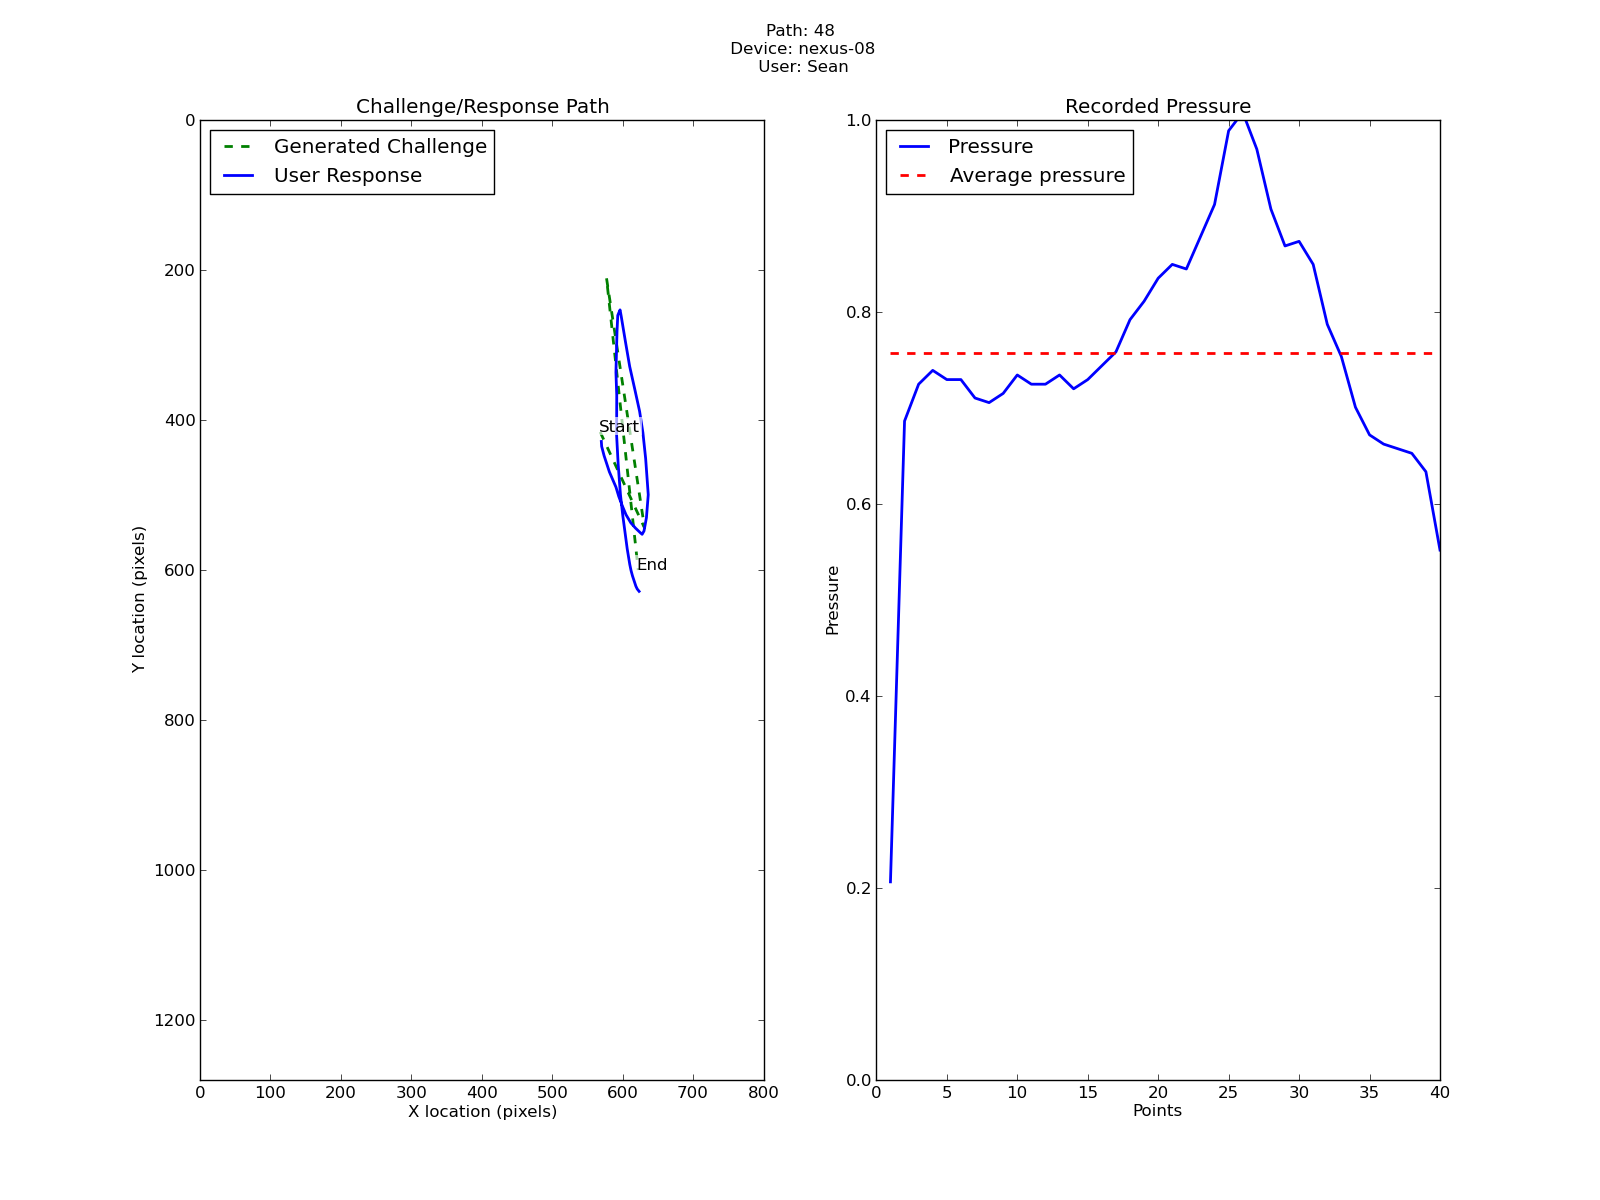 Path: 48
Device: nexus-08
User: Sean
Challenge/Response Path
Generated Challenge
User Response
0
200
400
600
800
1000
1200
Y location (pixels)
Start
End
0 100 200 300 400 500 600 700 800
X location (pixels)
Recorded Pressure
Pressure
Average pressure
1.0
0.8
0.6
0.4
0.2
0.0
Pressure
0 5 10 15 20 25 30 35 40
Points